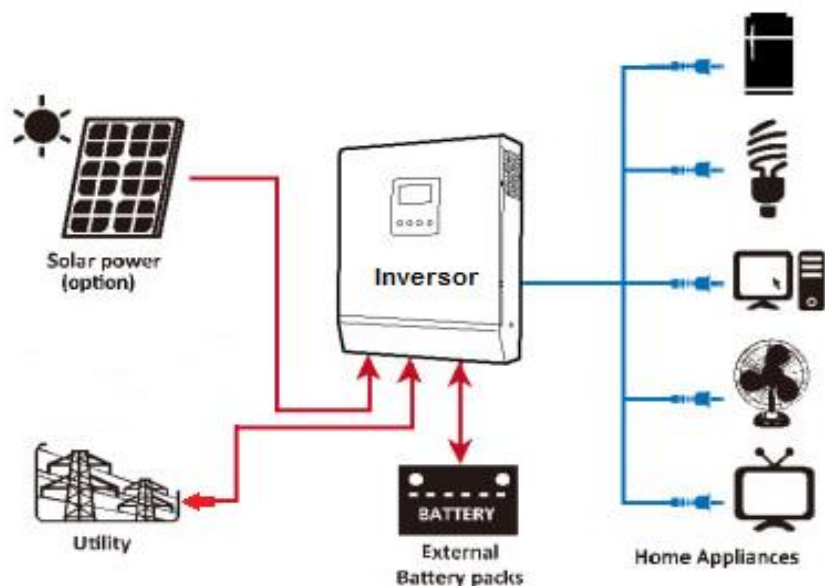 Solar power
(option)
Inversor
Utility
BATTERY
External
Battery packs
Home Appliances